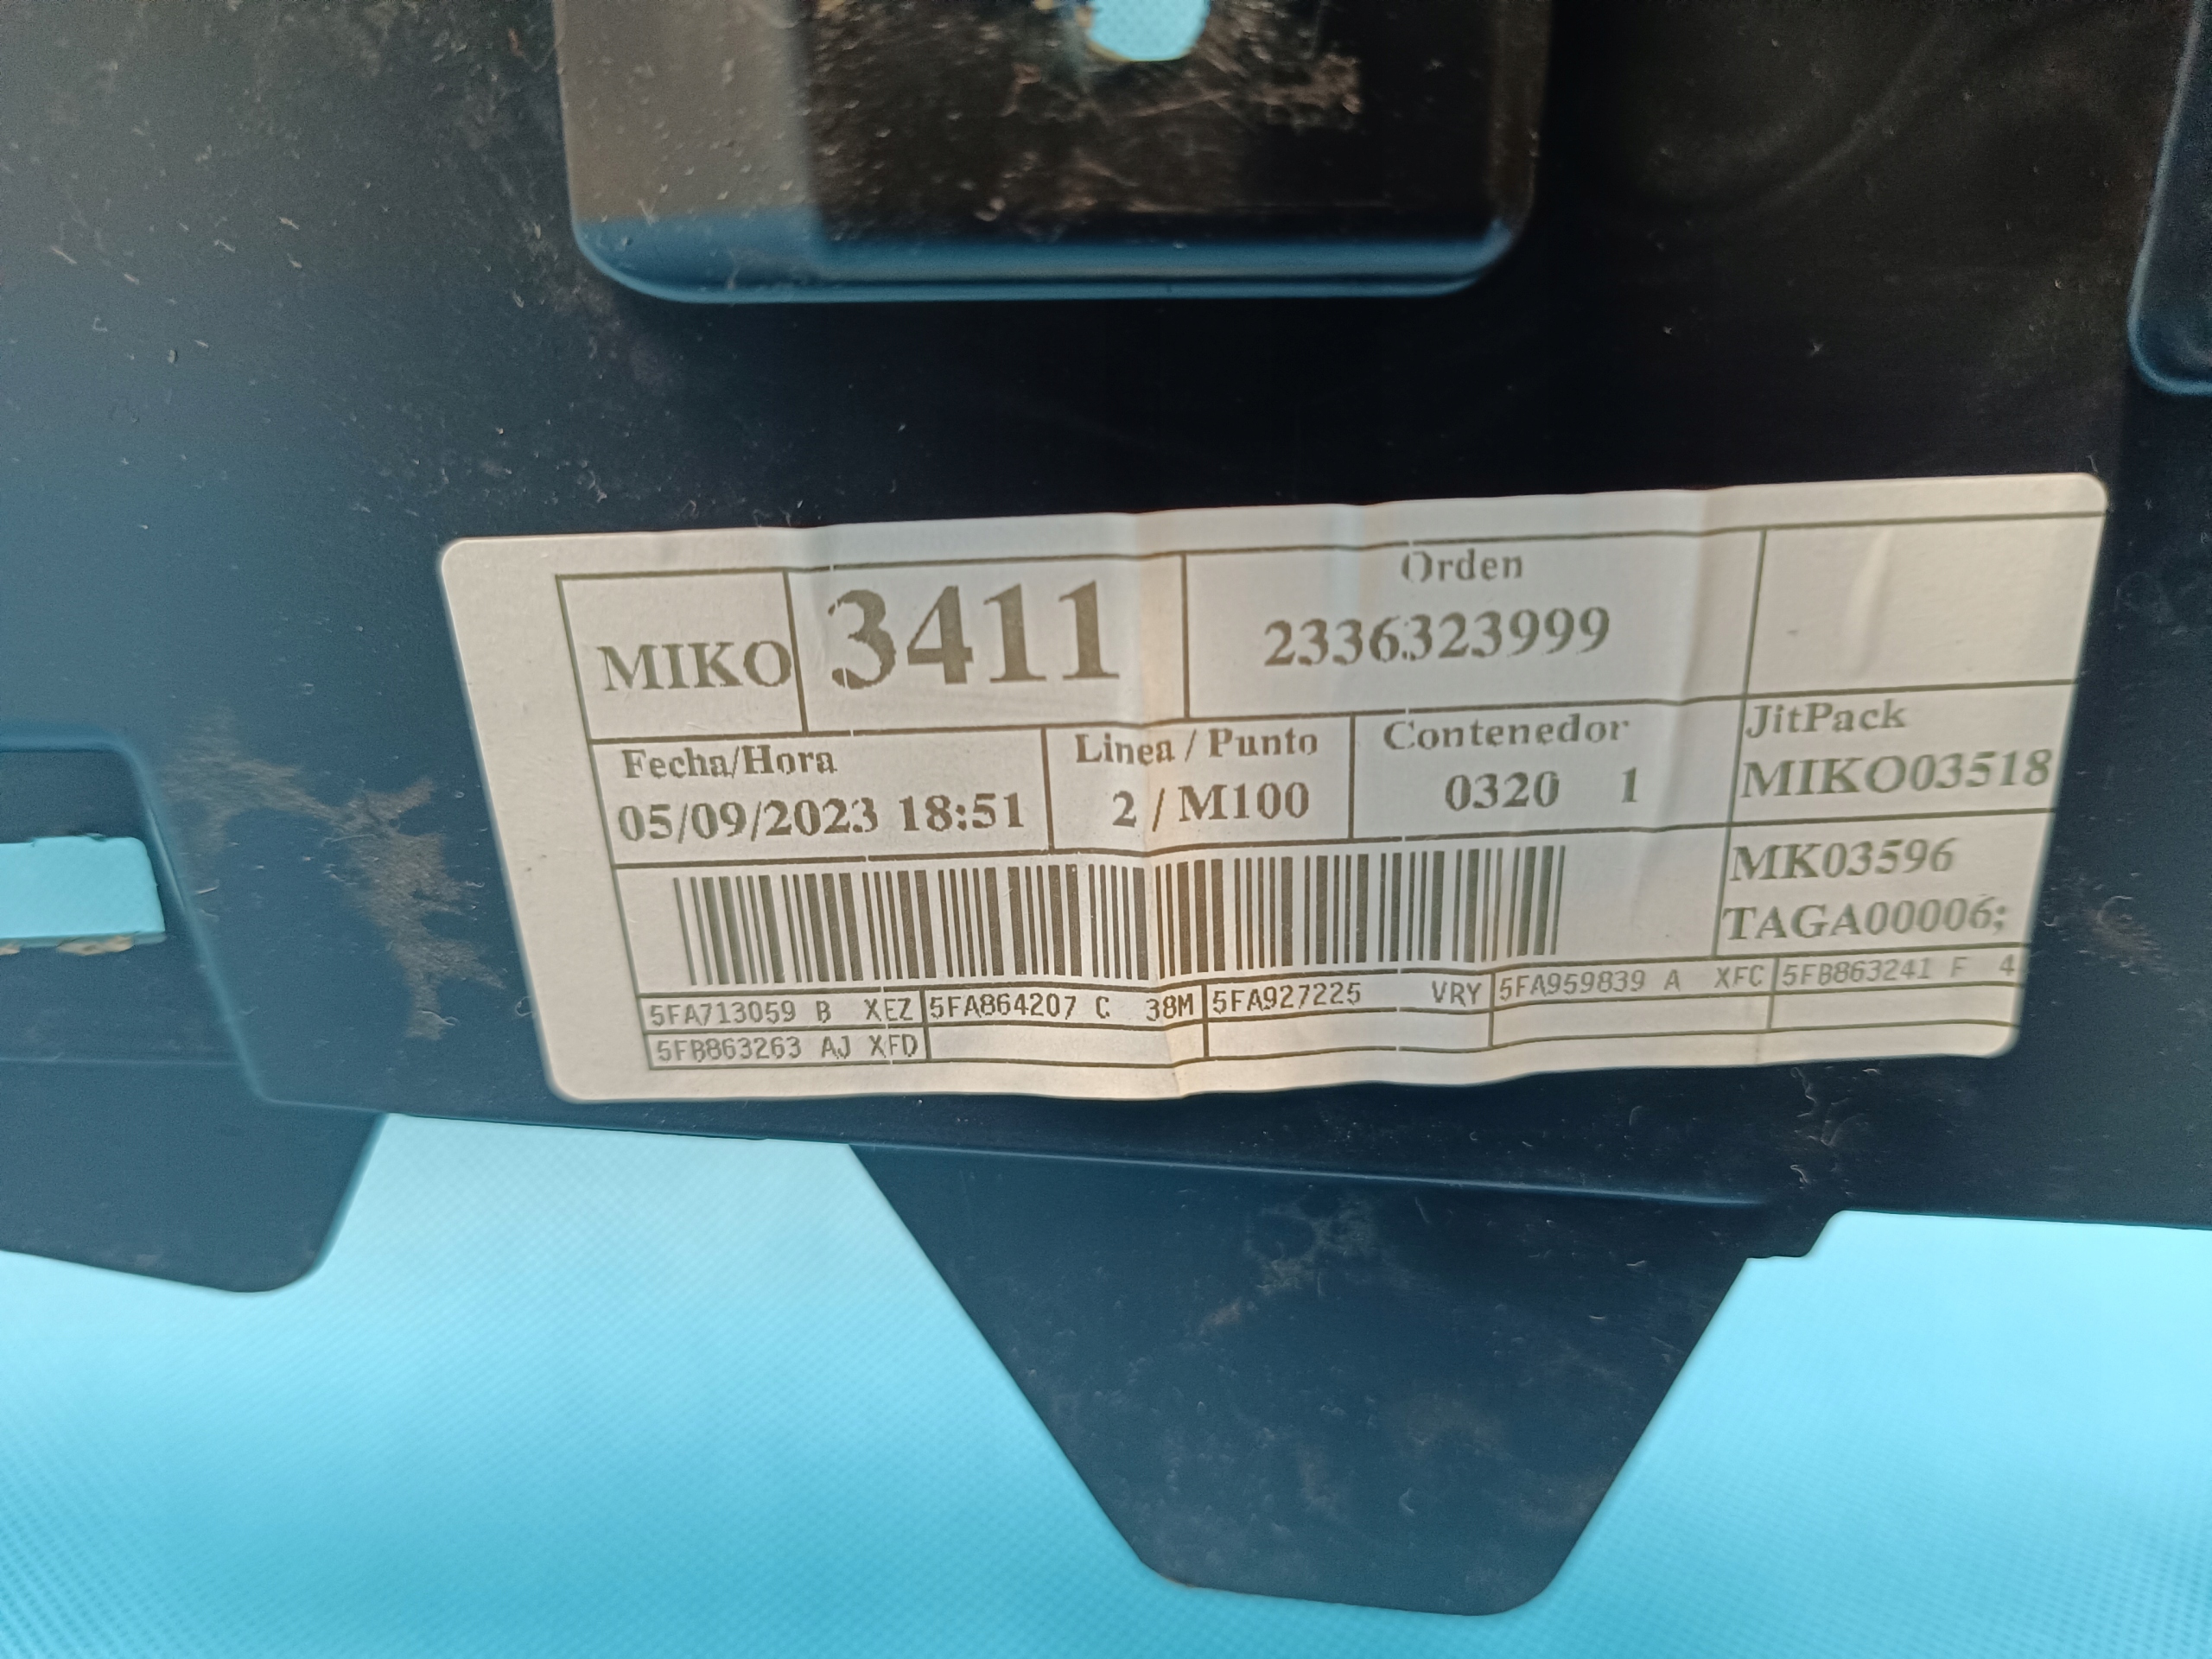 Orden
MIKO 3411 2336323999
Fecha/Hora Linea / Punto Contenedor JitPack
05/09/2023 18:51 2 / M100 0320 1 MIKO03518
MK03596
TAGA00006;
5FA713059 B XEZ 5FA864207 C 38M 5FA927225 VRY 5FA959839 A XFC 5FB863241 F 4
5FB863263 AJ XFD